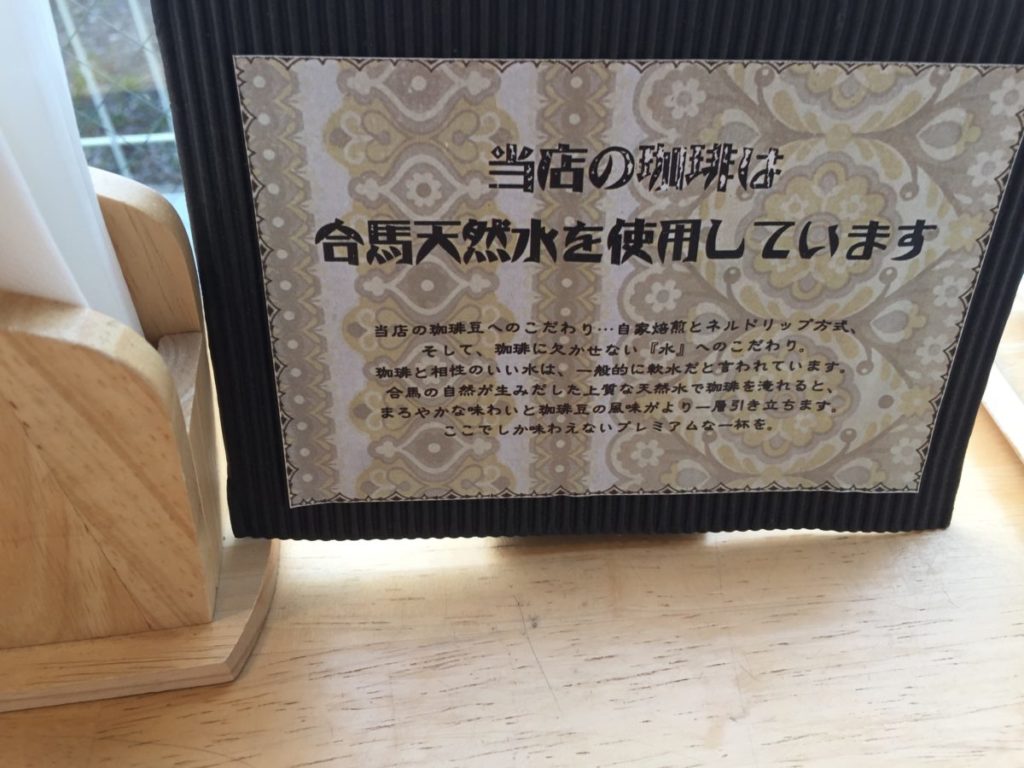 当店の珈琲は
合馬天然水を使用しています
当店の珈琲豆へのこだわり…自家焙煎とネルドリップ方式、
そして、珈琲に欠かせない『水』へのこだわり。
珈琲と相性のいい水は、一般的に軟水だと言われています。
合馬の自然が生みだした上質な天然水で珈琲を淹れると、
まろやかな味わいと珈琲豆の風味がより一層引き立ちます。
ここでしか味わえないプレミアムな一杯を。